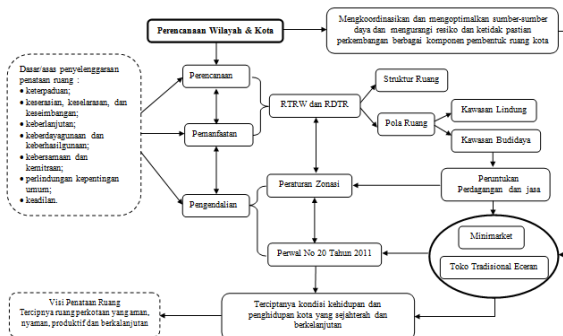 Perencanaan Wilayah & Kota
Mengkoordinasikan dan mengoptimalkan sumber-sumber
daya dan mengurangi resiko dan ketidak pastian
perkembangan berbagai komponen pembentuk ruang kota
Dasar/asas penyelenggaraan
penataan ruang :
• keterpaduan;
• keserasian, keselarasan, dan
keseimbangan;
• keberlanjutan;
• keberdayagunaan dan
keberhasilgunaan;
• kebersamaan dan
kemitraan;
• perlindungan kepentingan
umum;
• keadilan.
Perencanaan
Pemanfaatan
Pengendalian
RTRW dan RDTR
Struktur Ruang
Pola Ruang
Kawasan Lindung
Kawasan Budidaya
Peraturan Zonasi
Peruntukan
Perdagangan dan jasa
Minimarket
Toko Tradisional Eceran
Perwal No 20 Tahun 2011
Visi Penataan Ruang
Tercipnya ruang perkotaan yang aman,
nyaman, produktif dan berkalanjutan
Terciptanya kondisi kehidupan dan
penghidupan kota yang sejahterah dan
berkelanjutan